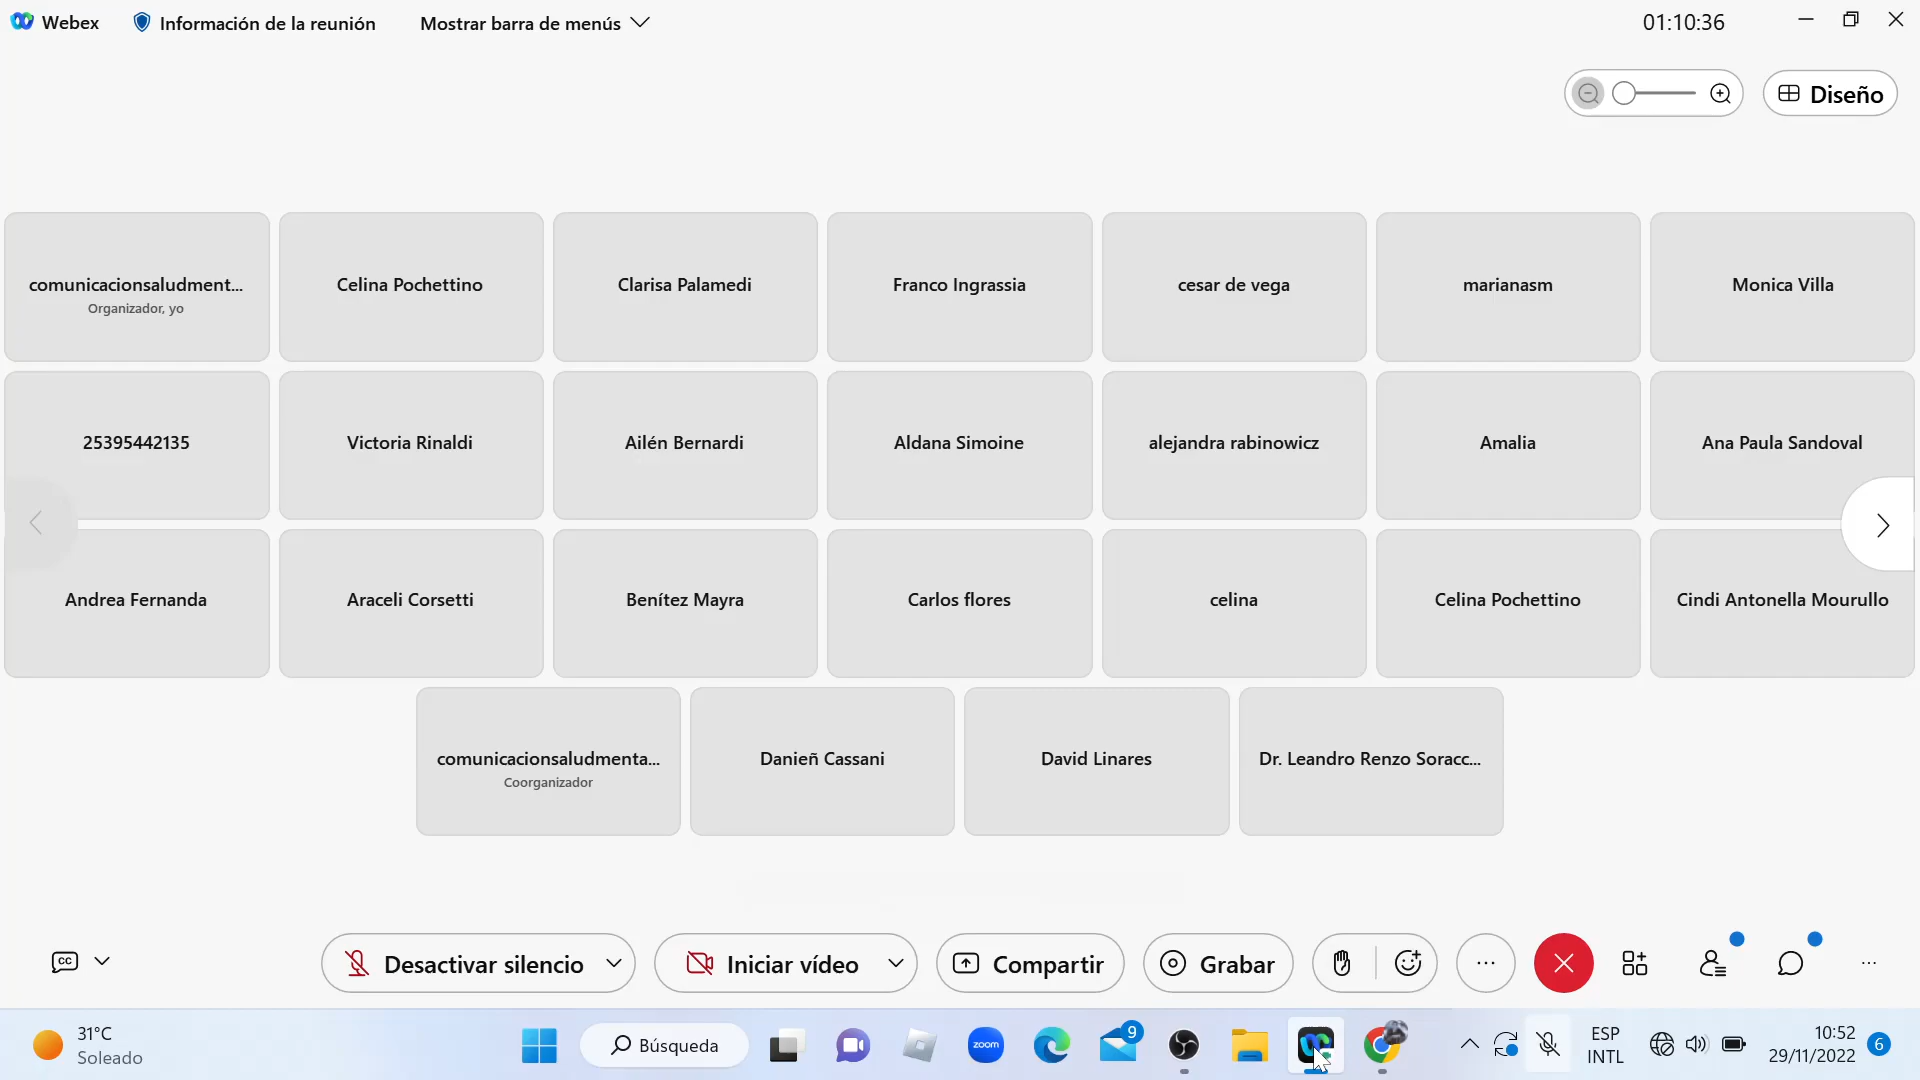 Webex
Información de la reunión
Mostrar barra de menús
01:10:36
Diseño
comunicacionsaludment...
Organizador, yo
Celina Pochettino
Clarisa Palamedi
Franco Ingrassia
cesar de vega
marianasm
Monica Villa
25395442135
Victoria Rinaldi
Ailén Bernardi
Aldana Simoine
alejandra rabinowicz
Amalia
Ana Paula Sandoval
Andrea Fernanda
Araceli Corsetti
Benítez Mayra
Carlos flores
celina
Celina Pochettino
Cindi Antonella Mourullo
comunicacionsaludmenta...
Coorganizador
Danieñ Cassani
David Linares
Dr. Leandro Renzo Soracc...
CC
Desactivar silencio
Iniciar vídeo
Compartir
Grabar
31°C
Soleado
Búsqueda
zoom
9
ESP
INTL
10:52
29/11/2022
6